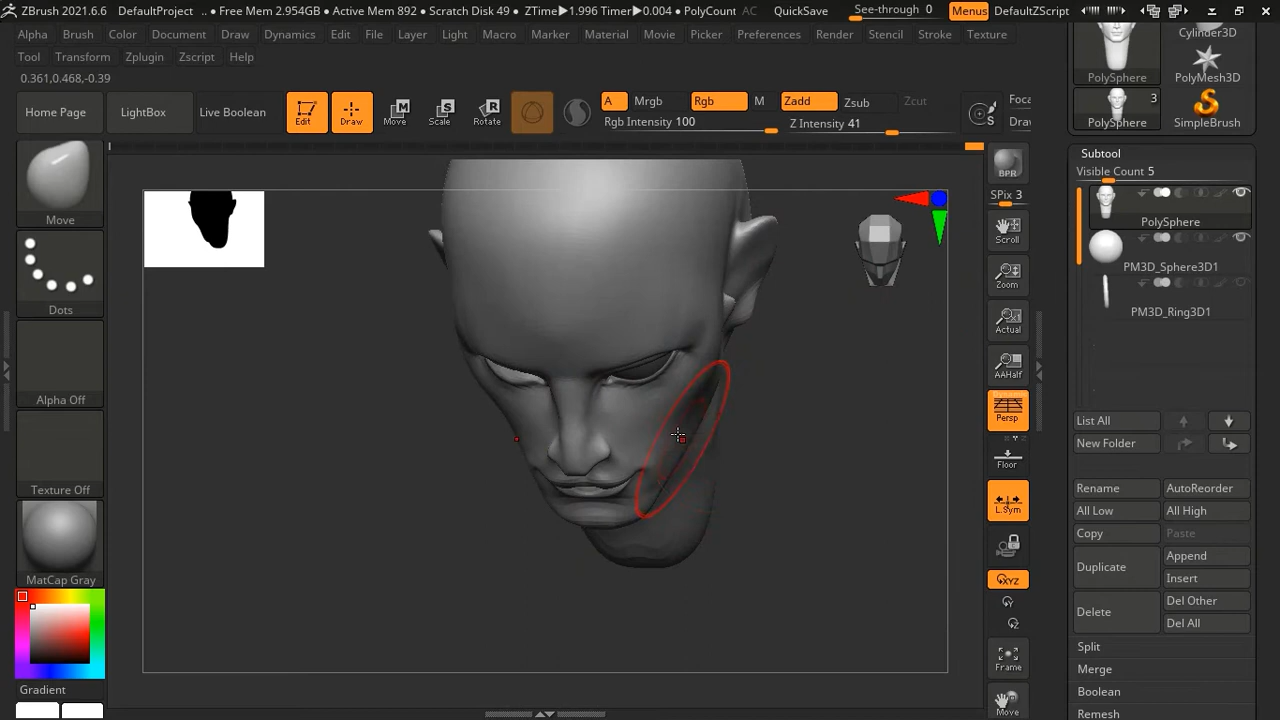 ZBrush 2021.6.6 DefaultProject .. • Free Mem 2.954GB • Active Mem 892 • Scratch Disk 49 • ZTime▶1.996 Timer▶0.004 • PolyCount AC QuickSave See-through 0 Menus DefaultZScript
Alpha Brush Color Document Draw Dynamics Edit File Layer Light Macro Marker Material Movie Picker Preferences Render Stencil Stroke Texture
Tool Transform Zplugin Zscript Help
0.361,0.468,-0.39
Home Page LightBox Live Boolean Edit Draw Move Scale Rotate
A Mrgb Rgb M Zadd Zsub Zcut Foca
Rgb Intensity 100 Z Intensity 41 Draw
Move
Dots
Alpha Off
Texture Off
MatCap Gray
Gradient
BPR
SPix 3
Scroll
Zoom
Actual
AAHalf
Dynamic
Persp
Floor
L.Sym
XYZ
Y
Z
Frame
Move
Cylinder3D
PolySphere PolyMesh3D
3
PolySphere SimpleBrush
Subtool
Visible Count 5
PolySphere
PM3D_Sphere3D1
PM3D_Ring3D1
List All
New Folder
Rename AutoReorder
All Low All High
Copy Paste
Duplicate Append
Insert
Delete Del Other
Del All
Split
Merge
Boolean
Remesh